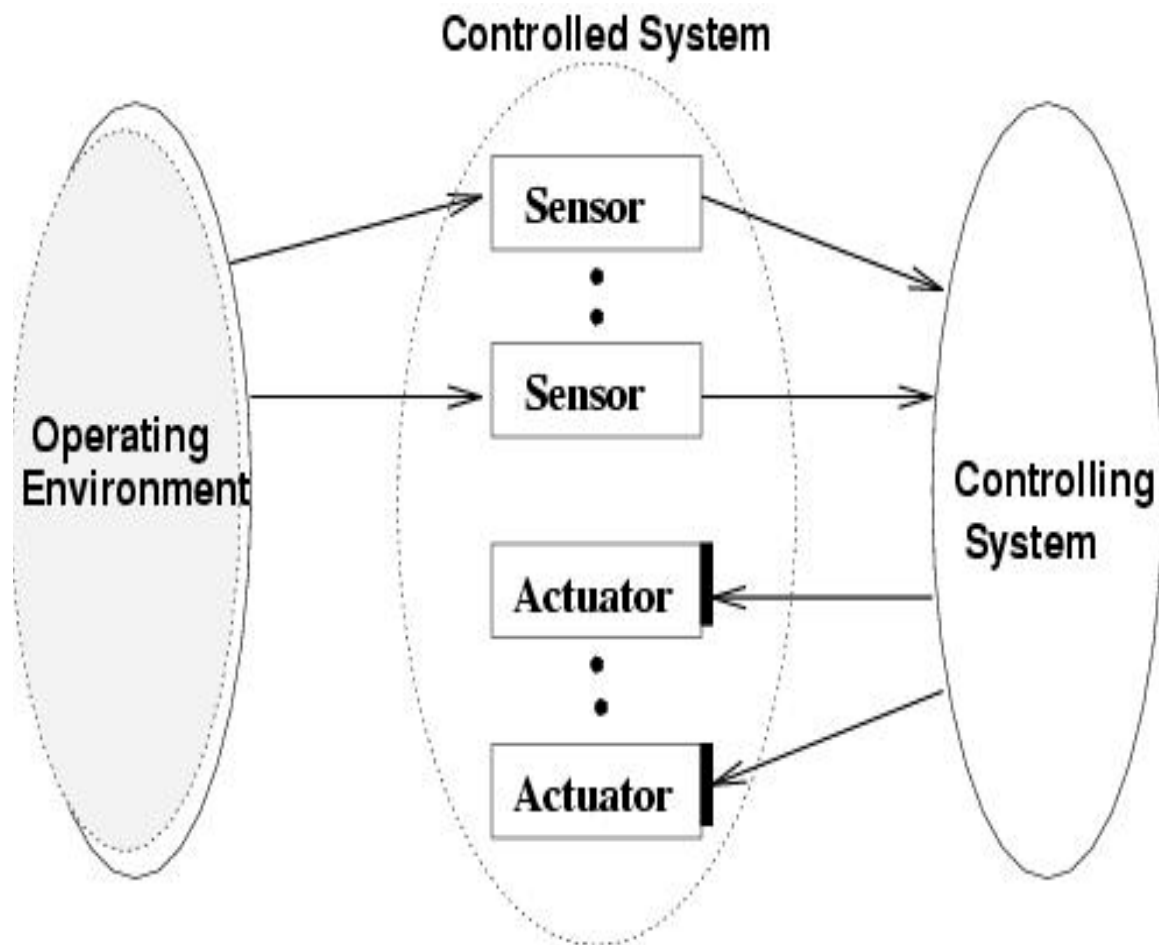 Controlled System
Sensor
Sensor
Operating
Environment
Controlling
System
Actuator
Actuator